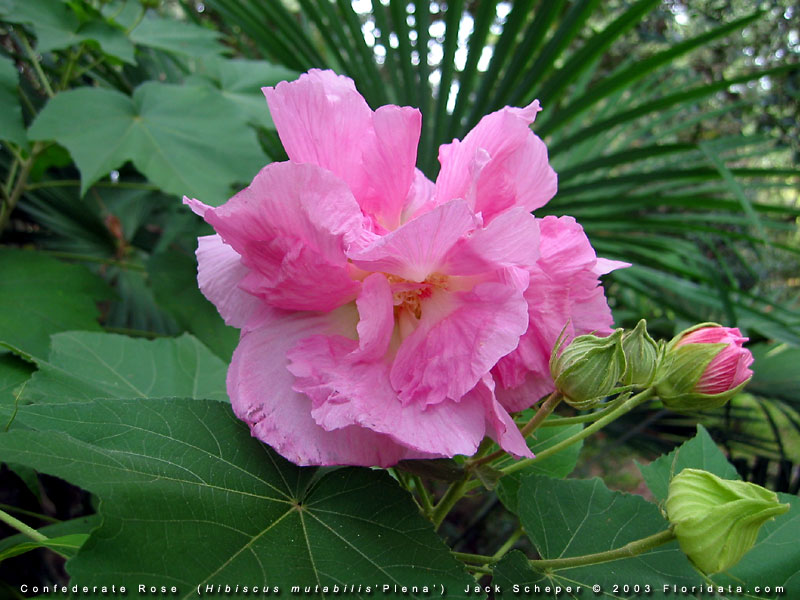 Confederate Rose (Hibiscus mutabilis'Plena') Jack Scheper © 2003 Floridata.com